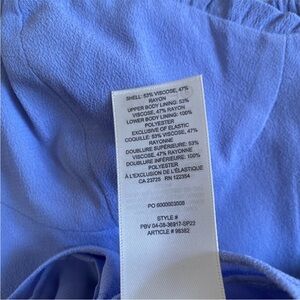 SHELL: 53% VISCOSE, 47%
RAYON
UPPER BODY LINING: 53%
VISCOSE, 47% RAYON
LOWER BODY LINING: 100%
POLYESTER
EXCLUSIVE OF ELASTIC
COQUILLE: 53% VISCOSE, 47%
RAYONNE
DOUBLURE SUPÉRIEURE: 53%
VISCOSE, 47% RAYONNE
DOUBLURE INFÉRIEURE: 100%
POLYESTER
À L'EXCLUSION DE L'ÉLASTIQUE
CA 23725 RN 122354
PO 6000003008
STYLE #
PBV 04-08-36917-SP22
ARTICLE # 98382